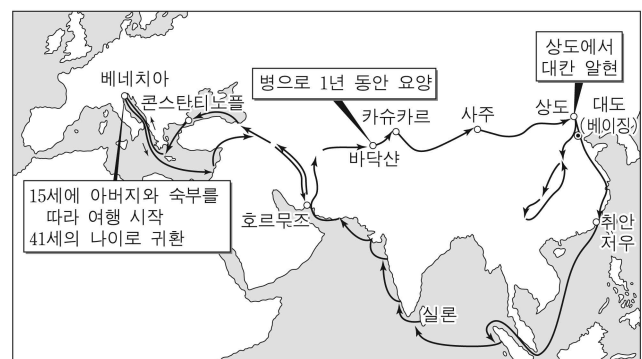 상도에서
대칸 알현
베네치아
병으로 1년 동안 요양
콘스탄티노플
카슈카르
사주
상도
대도
(베이징)
바닥샨
15세에 아버지와 숙부를
따라 여행 시작
41세의 나이로 귀환
호르무조
취안
저우
실론